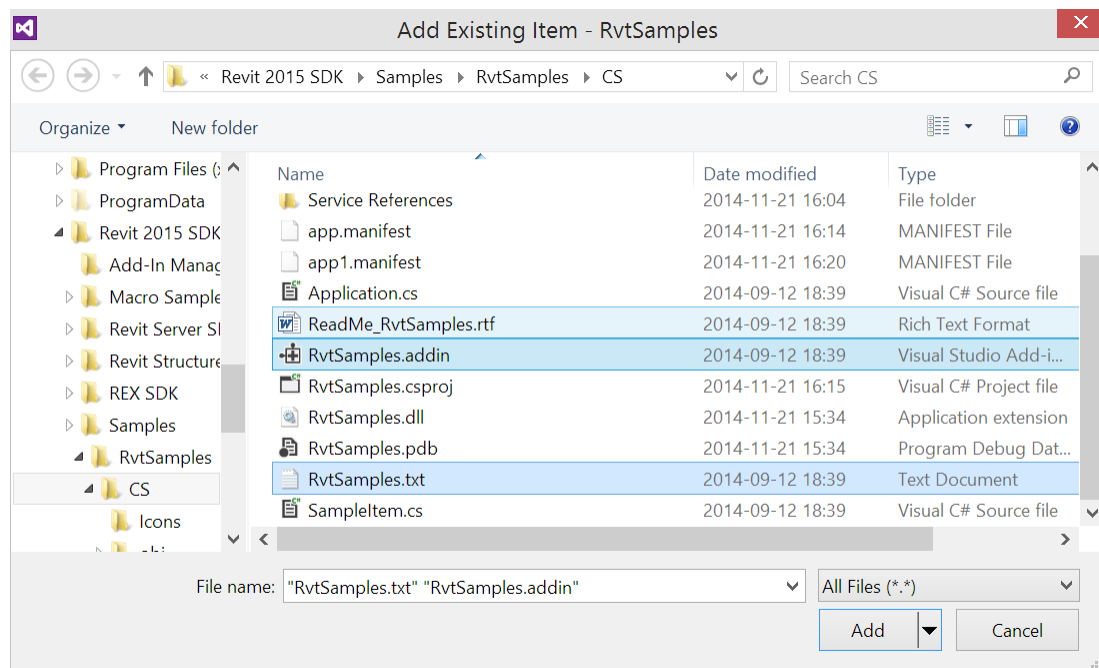 Add Existing Item - RvtSamples
« Revit 2015 SDK Samples RvtSamples CS
Search CS
Organize New folder
Program Files (x
ProgramData
Revit 2015 SDK
Add-In Manag
Macro Sample
Revit Server S
Revit Structure
REX SDK
Samples
RvtSamples
CS
Icons
Name Date modified Type
Service References 2014-11-21 16:04 File folder
app.manifest 2014-11-21 16:14 MANIFEST File
app1.manifest 2014-11-21 16:20 MANIFEST File
Application.cs 2014-09-12 18:39 Visual C# Source file
ReadMe_RvtSamples.rtf 2014-09-12 18:39 Rich Text Format
RvtSamples.addin 2014-09-12 18:39 Visual Studio Add-i...
RvtSamples.csproj 2014-11-21 16:15 Visual C# Project file
RvtSamples.dll 2014-11-21 15:34 Application extension
RvtSamples.pdb 2014-11-21 15:34 Program Debug Dat...
RvtSamples.txt 2014-09-12 18:39 Text Document
SampleItem.cs 2014-09-12 18:39 Visual C# Source file
File name: "RvtSamples.txt" "RvtSamples.addin"
All Files (*.*)
Add Cancel